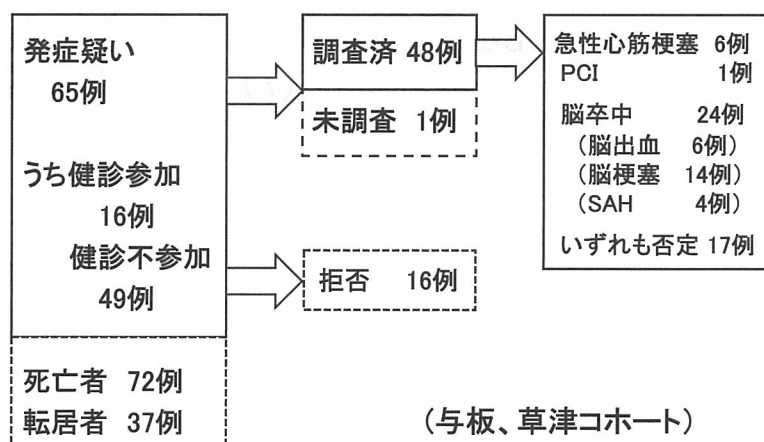 発症疑い
65例
うち健診参加
16例
健診不参加
49例
死亡者 72例
転居者 37例
調査済 48例
未調査 1例
拒否 16例
急性心筋梗塞 6例
PCI 1例
脳卒中 24例
(脳出血 6例)
(脳梗塞 14例)
(SAH 4例)
いずれも否定 17例
(与板、草津コホート)